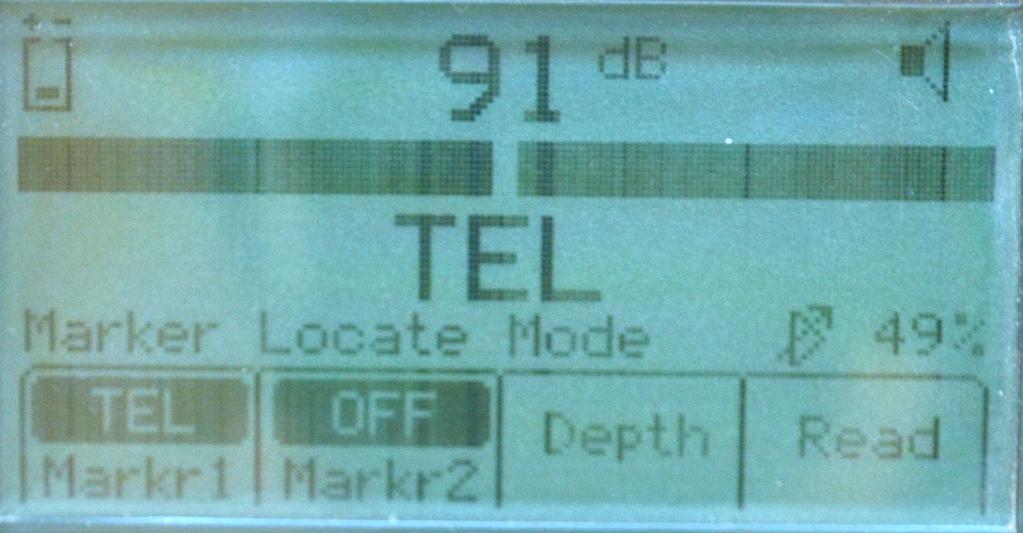 + -
91 dB
TEL
Marker Locate Mode 49%
TEL OFF Depth Read
Markr1 Markr2